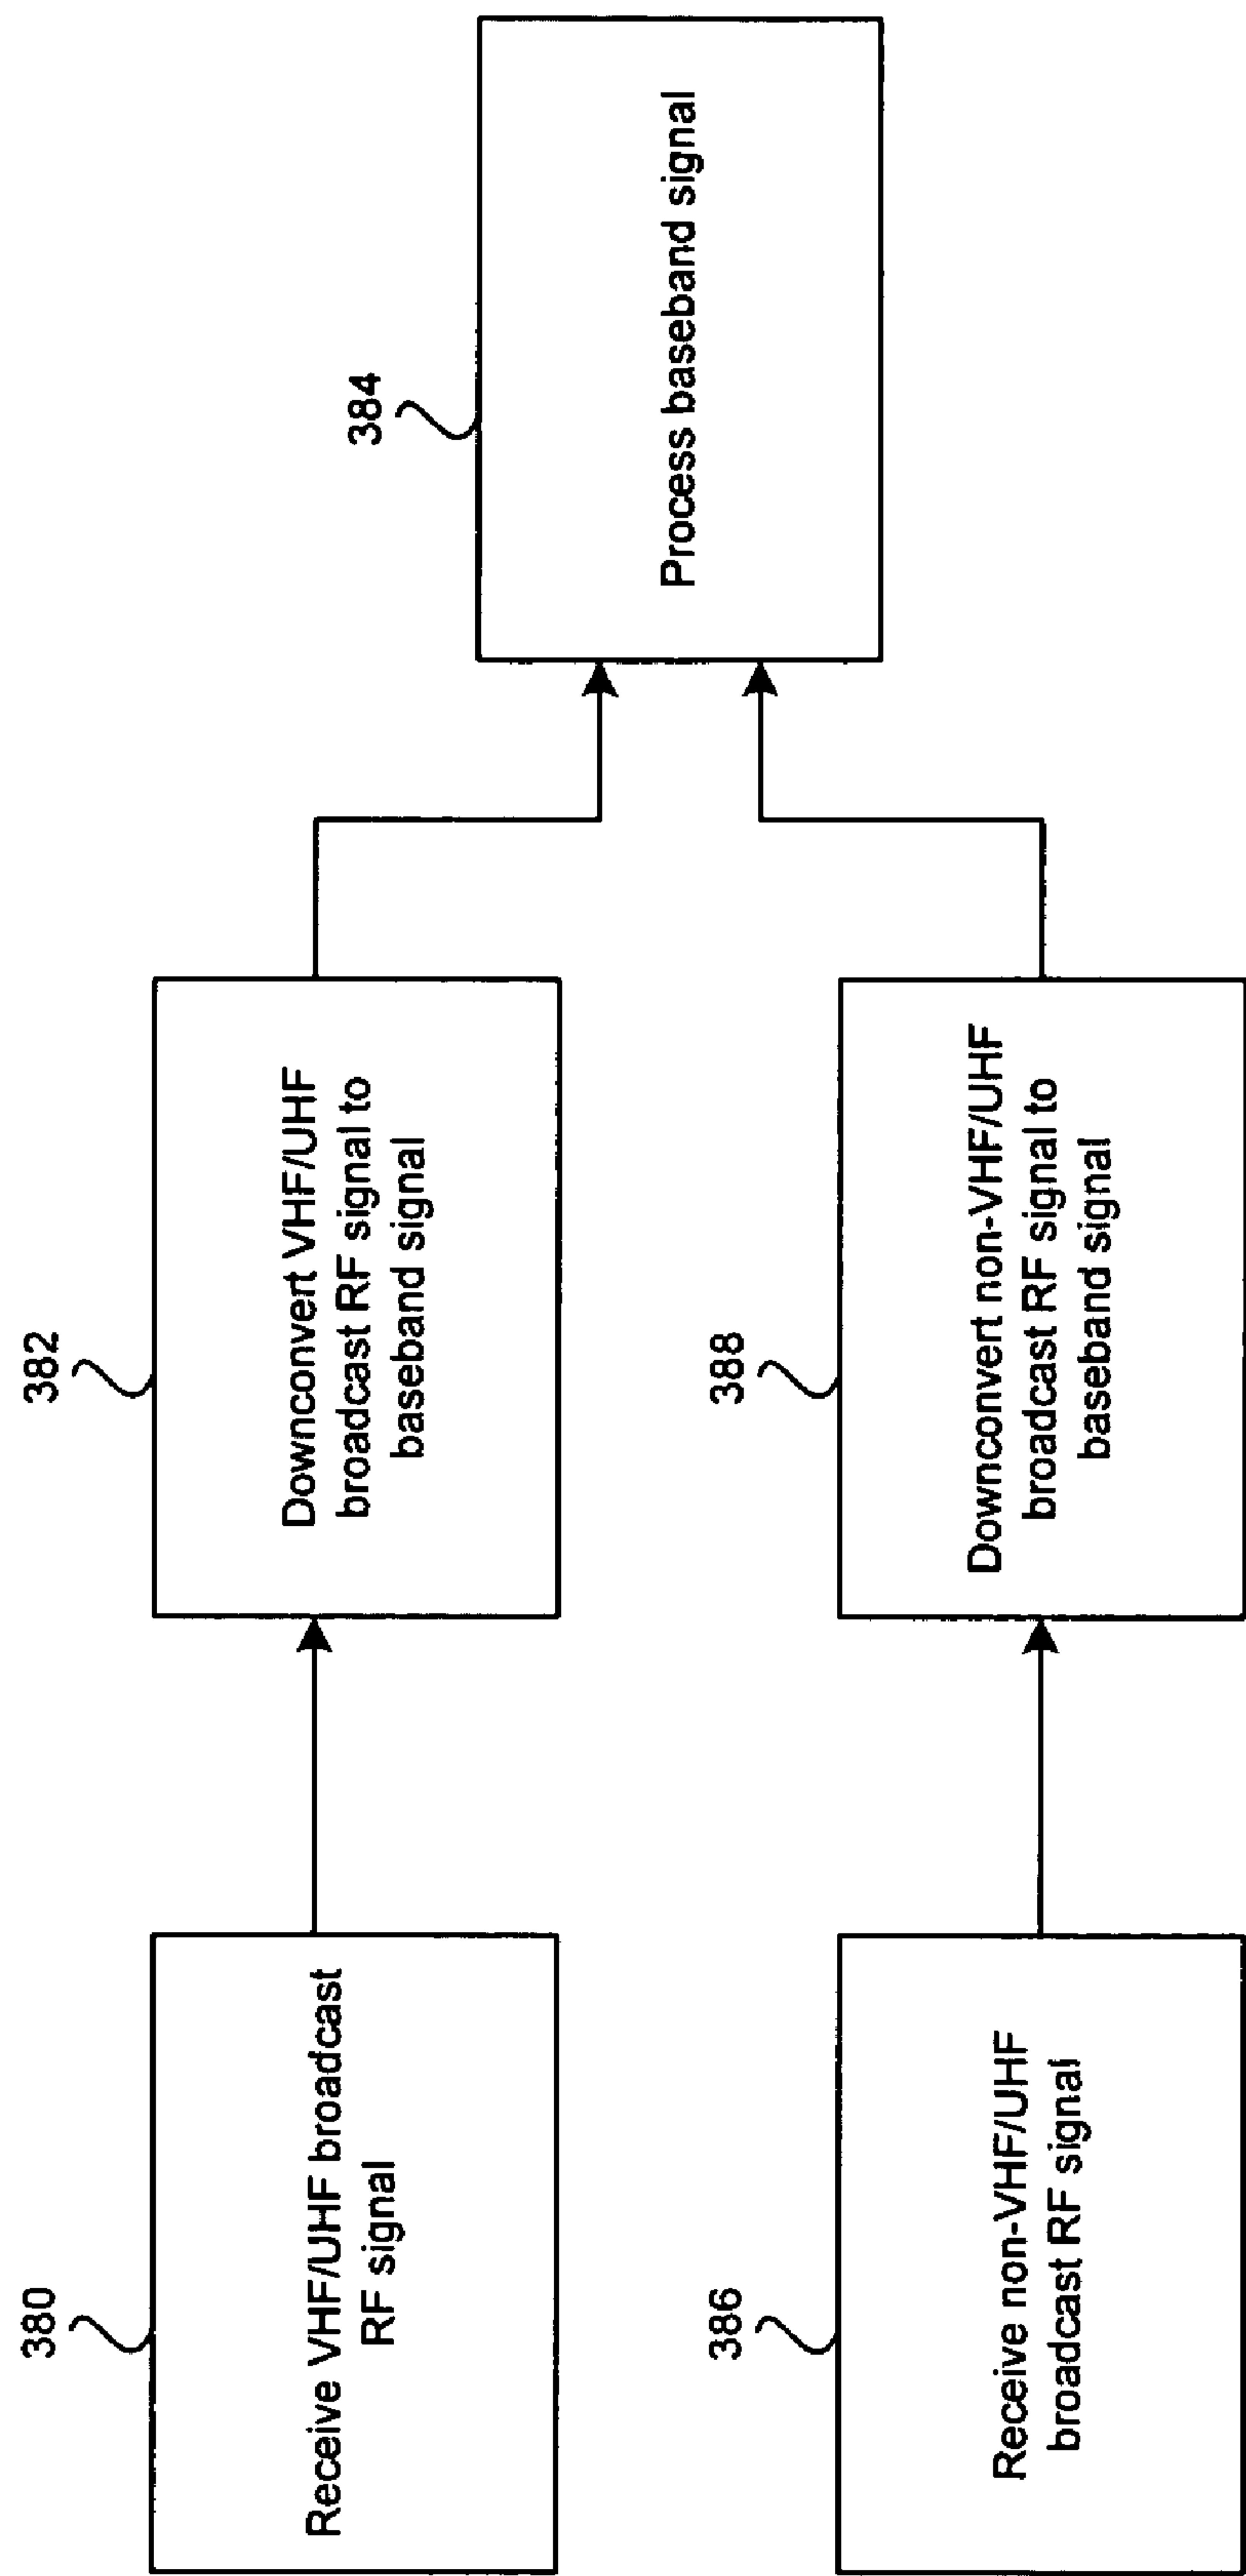 380
Receive VHF/UHF broadcast
RF signal
382
Downconvert VHF/UHF
broadcast RF signal to
baseband signal
384
Process baseband signal
386
Receive non-VHF/UHF
broadcast RF signal
388
Downconvert non-VHF/UHF
broadcast RF signal to
baseband signal